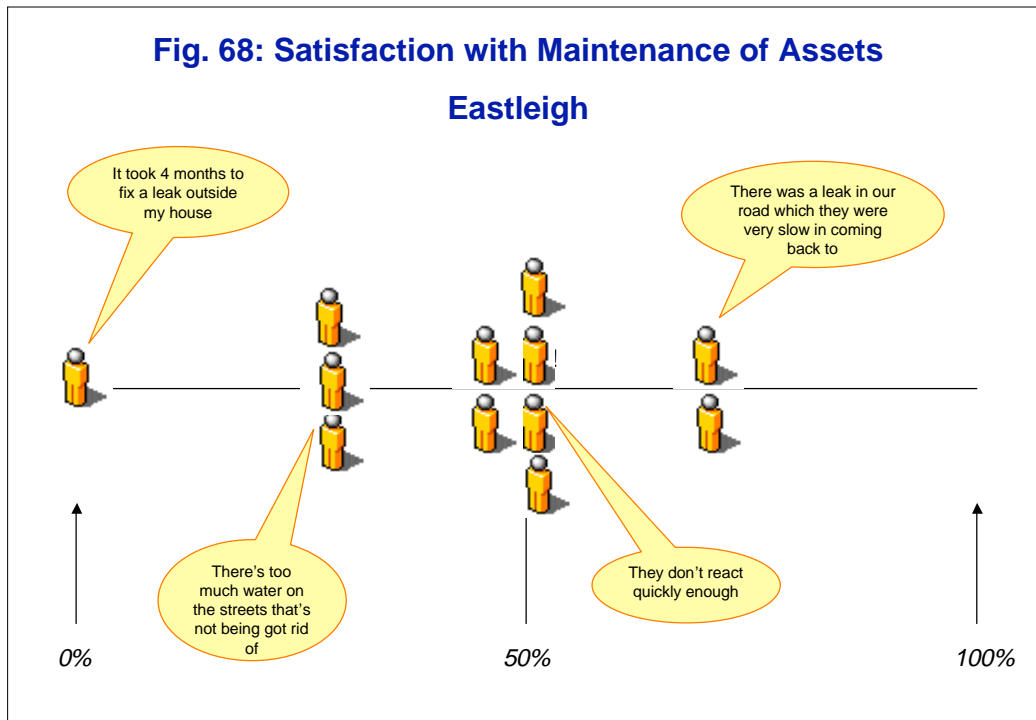 Fig. 68: Satisfaction with Maintenance of Assets
Eastleigh
It took 4 months to
fix a leak outside
my house
There was a leak in our
road which they were
very slow in coming
back to
There's too
much water on
the streets that's
not being got rid
of
They don't react
quickly enough
0%
50%
100%